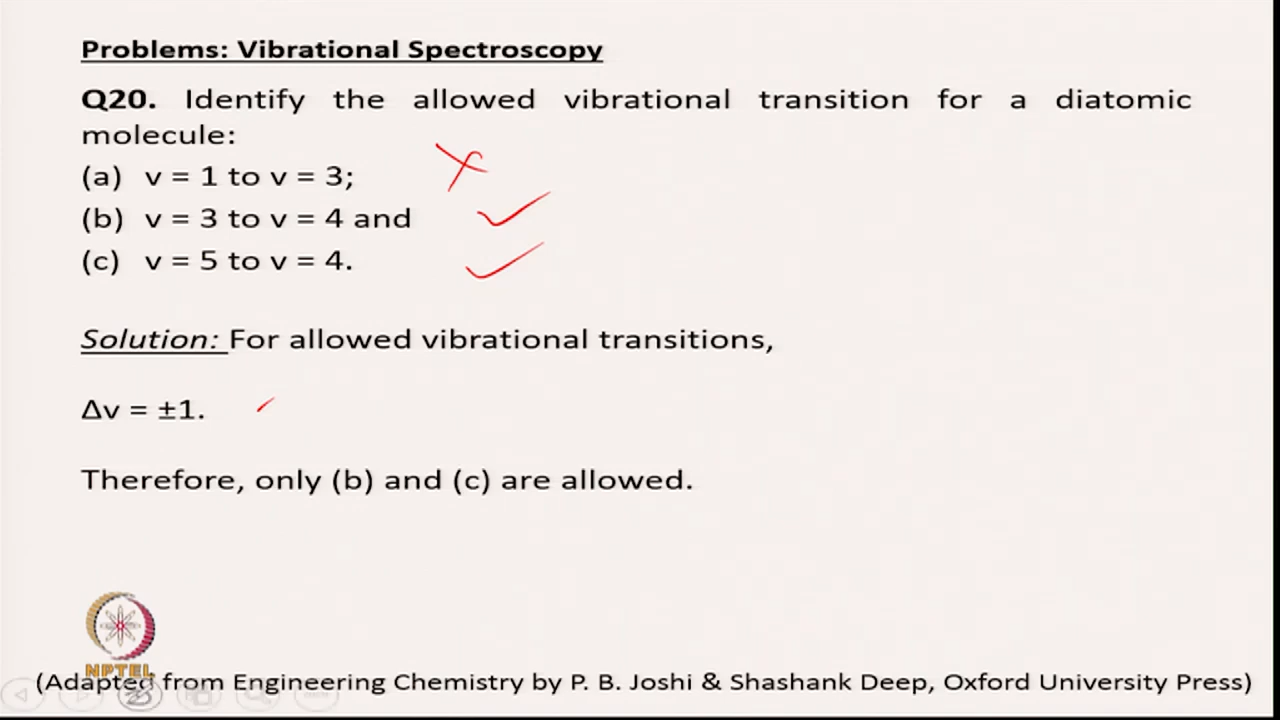 Problems: Vibrational Spectroscopy
Q20. Identify the allowed vibrational transition for a diatomic
molecule:
(a) v = 1 to v = 3;
(b) v = 3 to v = 4 and
(c) v = 5 to v = 4.
Solution: For allowed vibrational transitions,
Δv = ±1.
Therefore, only (b) and (c) are allowed.
NPTEL
(Adapted from Engineering Chemistry by P. B. Joshi & Shashank Deep, Oxford University Press)